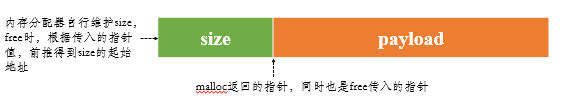 内存分配器自行维护size,
free时,根据传入的指针
值,前推得到size的起始
地址
size
payload
malloc返回的指针,同时也是free传入的指针